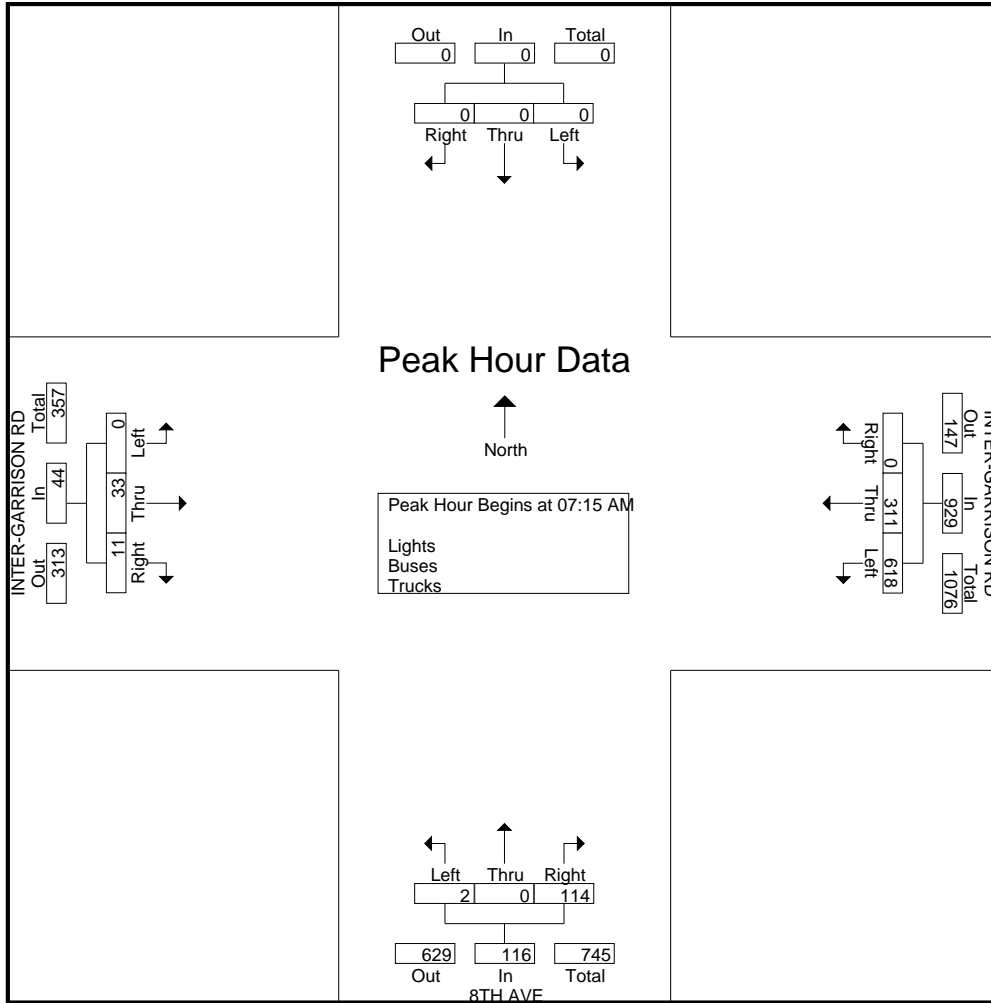 Out In Total
0 0 0
0 0 0
Right Thru Left
Peak Hour Data
North
Peak Hour Begins at 07:15 AM
Lights
Buses
Trucks
INTER-GARRISON RD
Total In Out
357 44 313
0 33 11
Left Thru Right
INTER-GARRISON RD
Out In Total
147 929 1076
0 311 618
Right Thru Left
Left Thru Right
2 0 114
629 116 745
Out In Total
8TH AVE